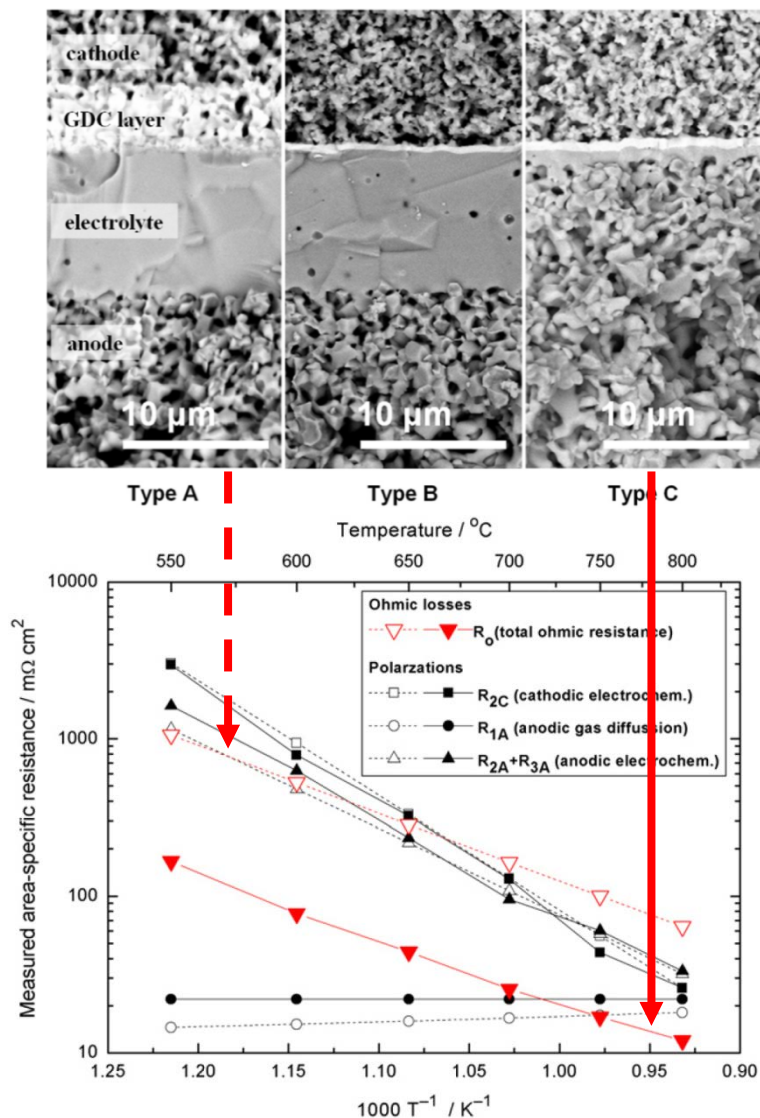 cathode
GDC layer
electrolyte
anode
10 µm
10 µm
10 µm
Type A
Type B
Type C
Temperature / °C
550
600
650
700
750
800
Measured area-specific resistance / mΩ cm²
10000
1000
100
10
Ohmic losses
Ro(total ohmic resistance)
Polarzations
R2C (cathodic electrochem.)
R1A (anodic gas diffussion)
R2A+R3A (anodic electrochem.)
1.25
1.20
1.15
1.10
1.05
1.00
0.95
0.90
1000 T⁻¹ / K⁻¹